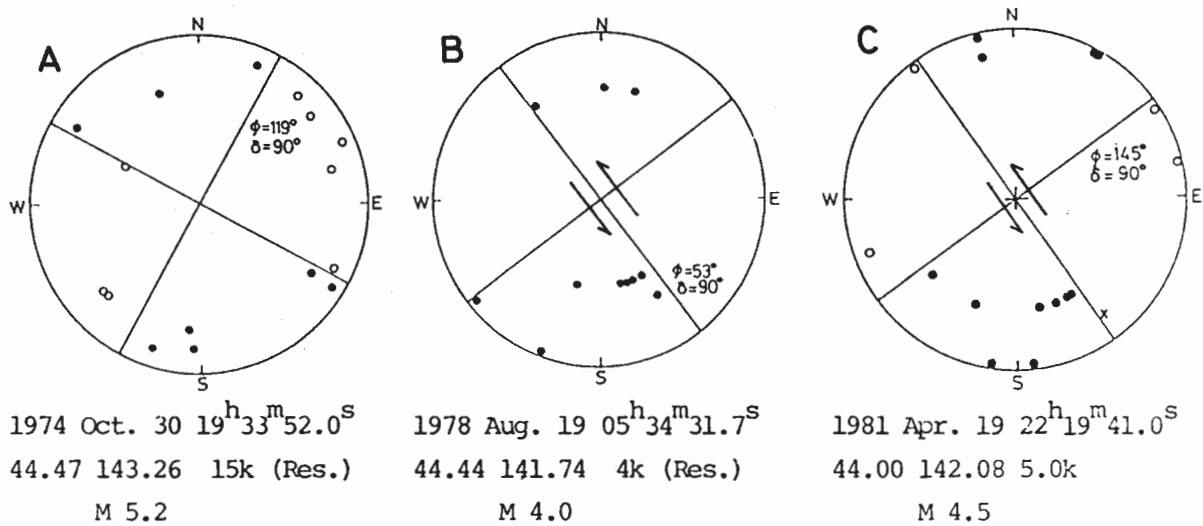 A
N
W
E
S
φ=119°
δ=90°
1974 Oct. 30 19h33m52.0s
44.47 143.26 15k (Res.)
M 5.2
B
N
W
E
S
φ=53°
δ=90°
1978 Aug. 19 05h34m31.7s
44.44 141.74 4k (Res.)
M 4.0
C
N
W
E
S
φ=145°
δ=90°
x
1981 Apr. 19 22h19m41.0s
44.00 142.08 5.0k
M 4.5